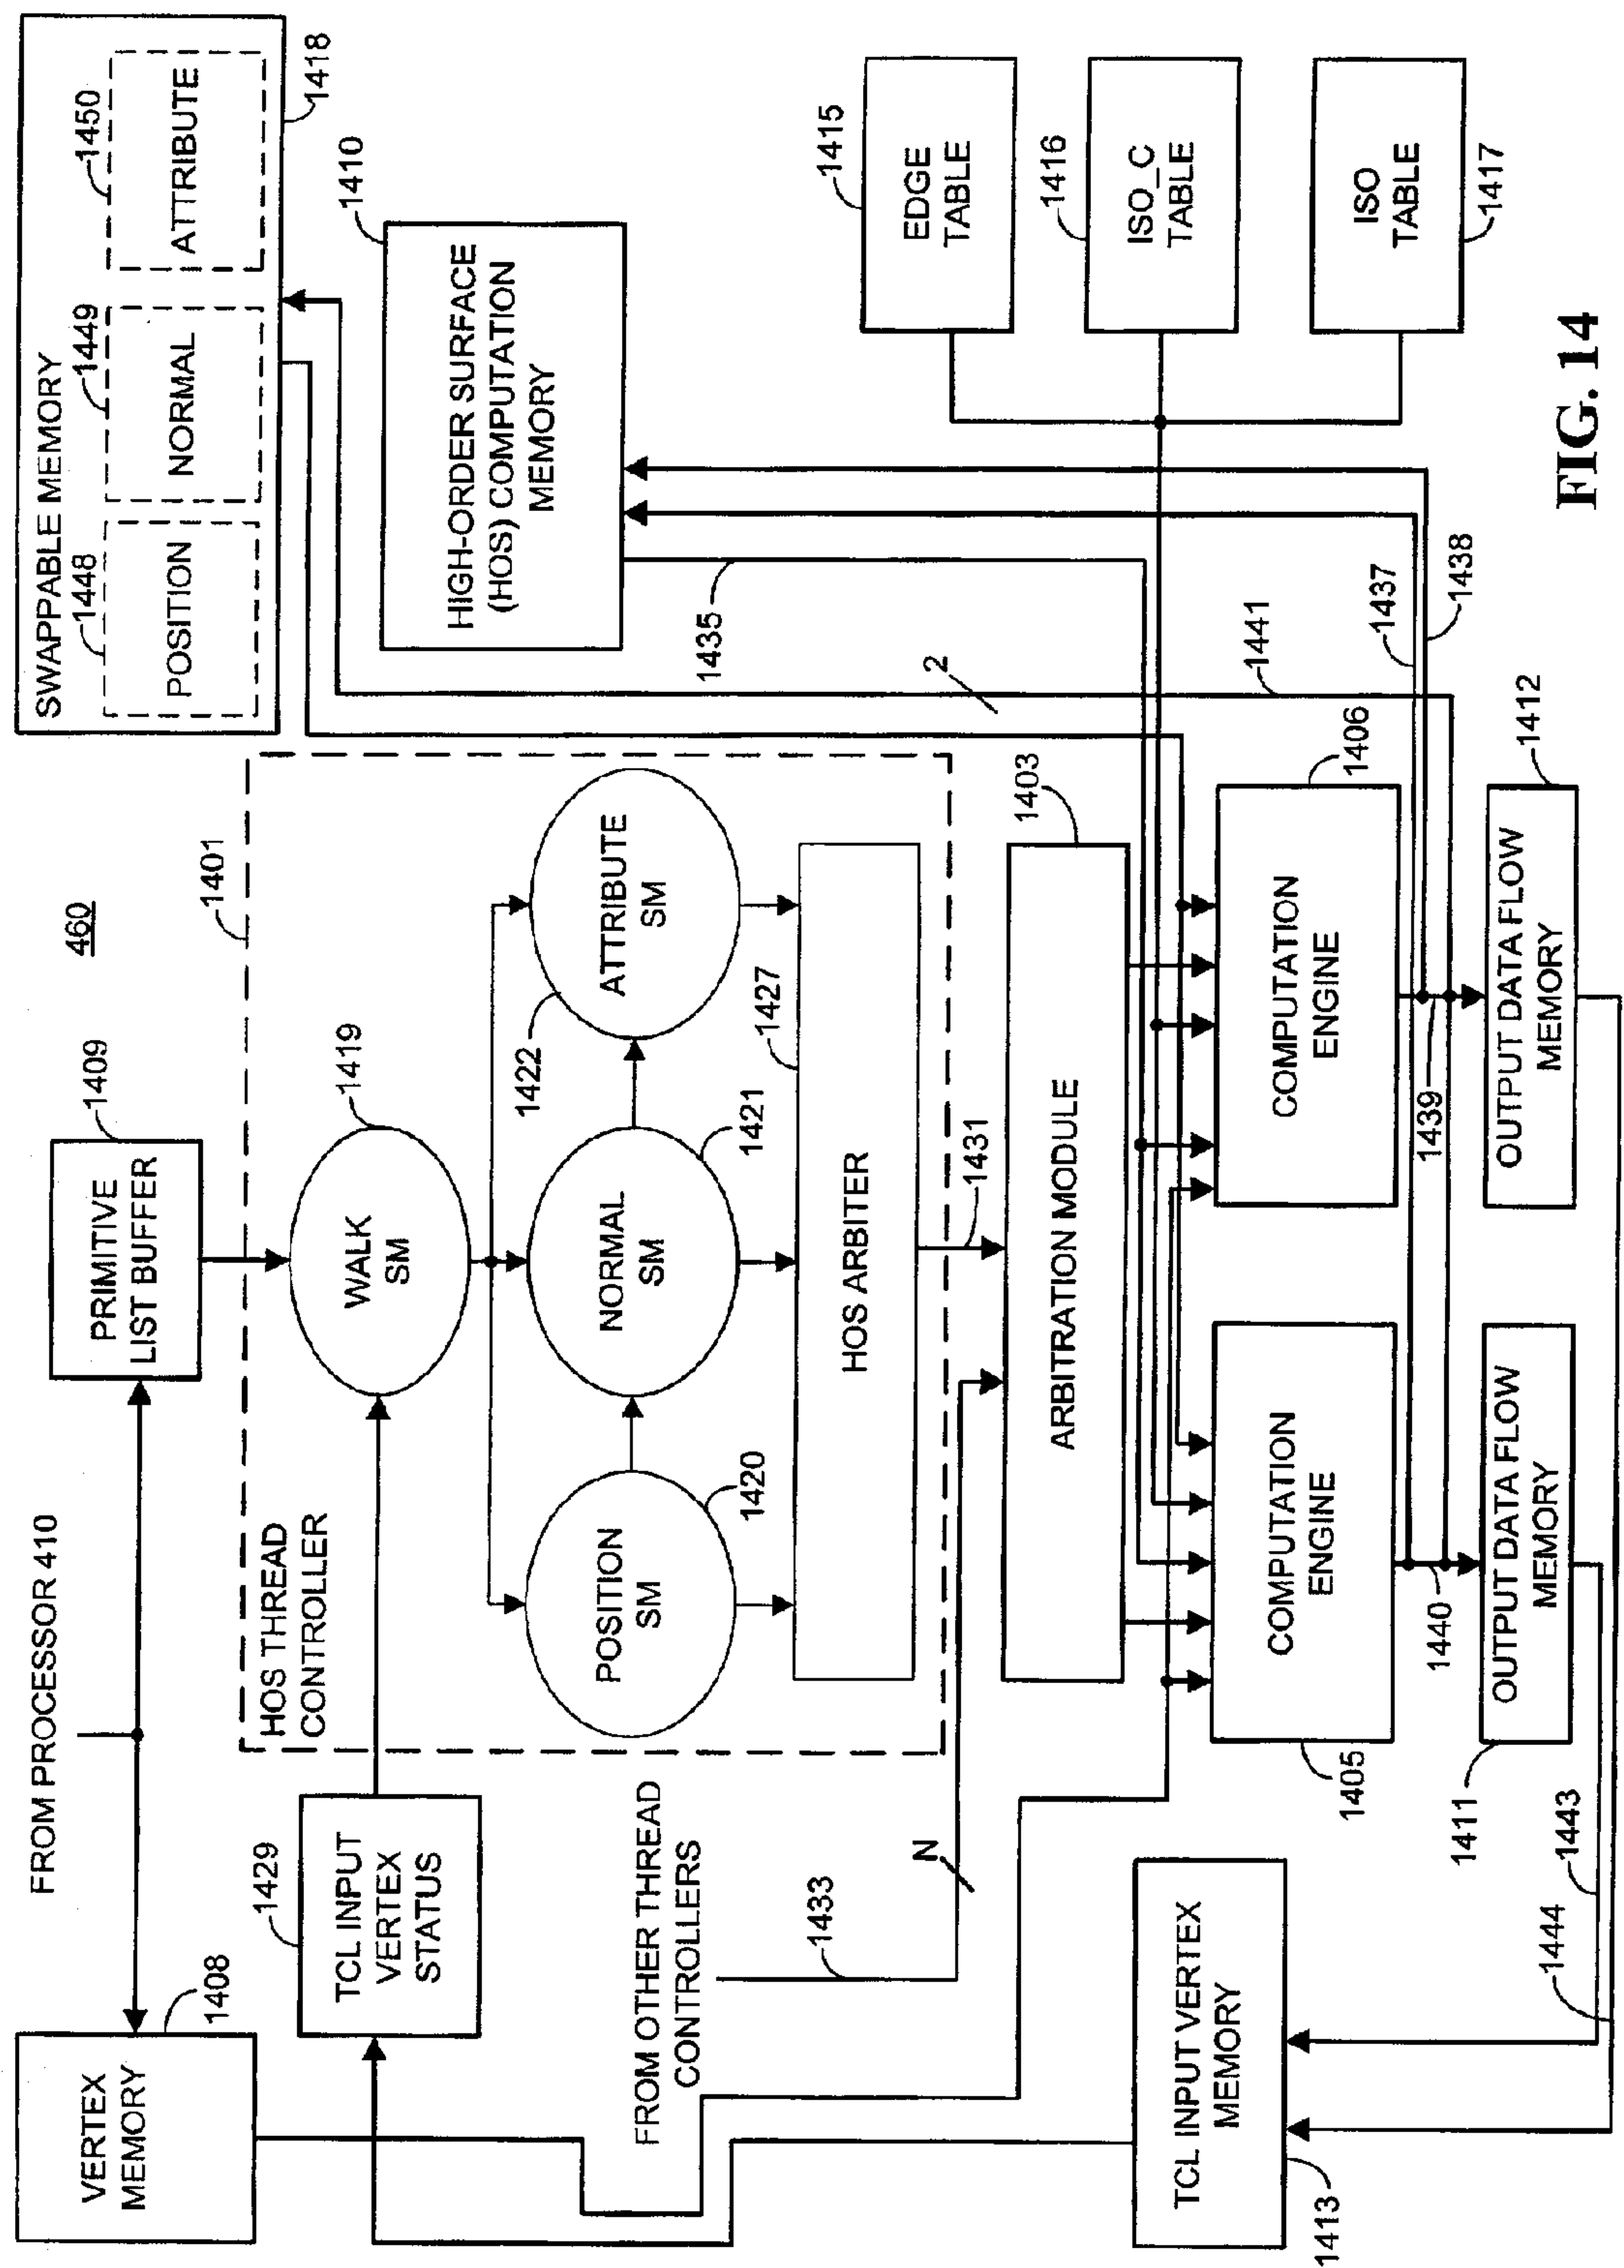 FROM PROCESSOR 410
460
VERTEX
MEMORY
1408
PRIMITIVE
LIST BUFFER
1409
SWAPPABLE MEMORY
POSITION
1448
NORMAL
1449
ATTRIBUTE
1450
1418
TCL INPUT
VERTEX
STATUS
1429
HOS THREAD
CONTROLLER
1401
WALK
SM
1419
POSITION
SM
1420
NORMAL
SM
1421
ATTRIBUTE
SM
1422
HOS ARBITER
1427
HIGH-ORDER SURFACE
(HOS) COMPUTATION
MEMORY
1410
FROM OTHER THREAD
CONTROLLERS
1433
N
1431
ARBITRATION MODULE
1403
1435
2
1441
1437
1438
EDGE
TABLE
1415
ISO_C
TABLE
1416
ISO
TABLE
1417
TCL INPUT VERTEX
MEMORY
1413
COMPUTATION
ENGINE
1405
COMPUTATION
ENGINE
1406
1440
1439
OUTPUT DATA FLOW
MEMORY
1411
OUTPUT DATA FLOW
MEMORY
1412
1443
1444
FIG. 14